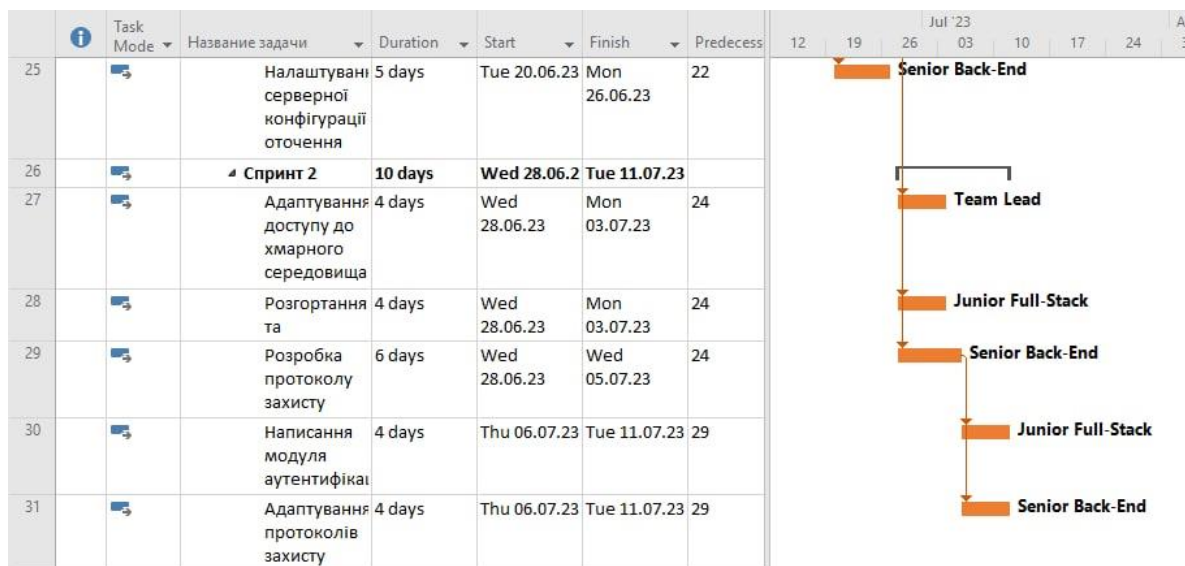 Task Mode Название задачи Duration Start Finish Predecess
Jul '23 A
12 19 26 03 10 17 24 3
25 Налаштуванн 5 days Tue 20.06.23 Mon 22 Senior Back-End
серверної 26.06.23
конфігурації
оточення
26 Спринт 2 10 days Wed 28.06.2 Tue 11.07.23
27 Адаптування 4 days Wed Mon 24 Team Lead
доступу до 28.06.23 03.07.23
хмарного
середовища
28 Розгортання 4 days Wed Mon 24 Junior Full-Stack
та 28.06.23 03.07.23
29 Розробка 6 days Wed Wed 24 Senior Back-End
протоколу 28.06.23 05.07.23
захисту
30 Написання 4 days Thu 06.07.23 Tue 11.07.23 29 Junior Full-Stack
модуля
аутентифікац
31 Адаптування 4 days Thu 06.07.23 Tue 11.07.23 29 Senior Back-End
протоколів
захисту